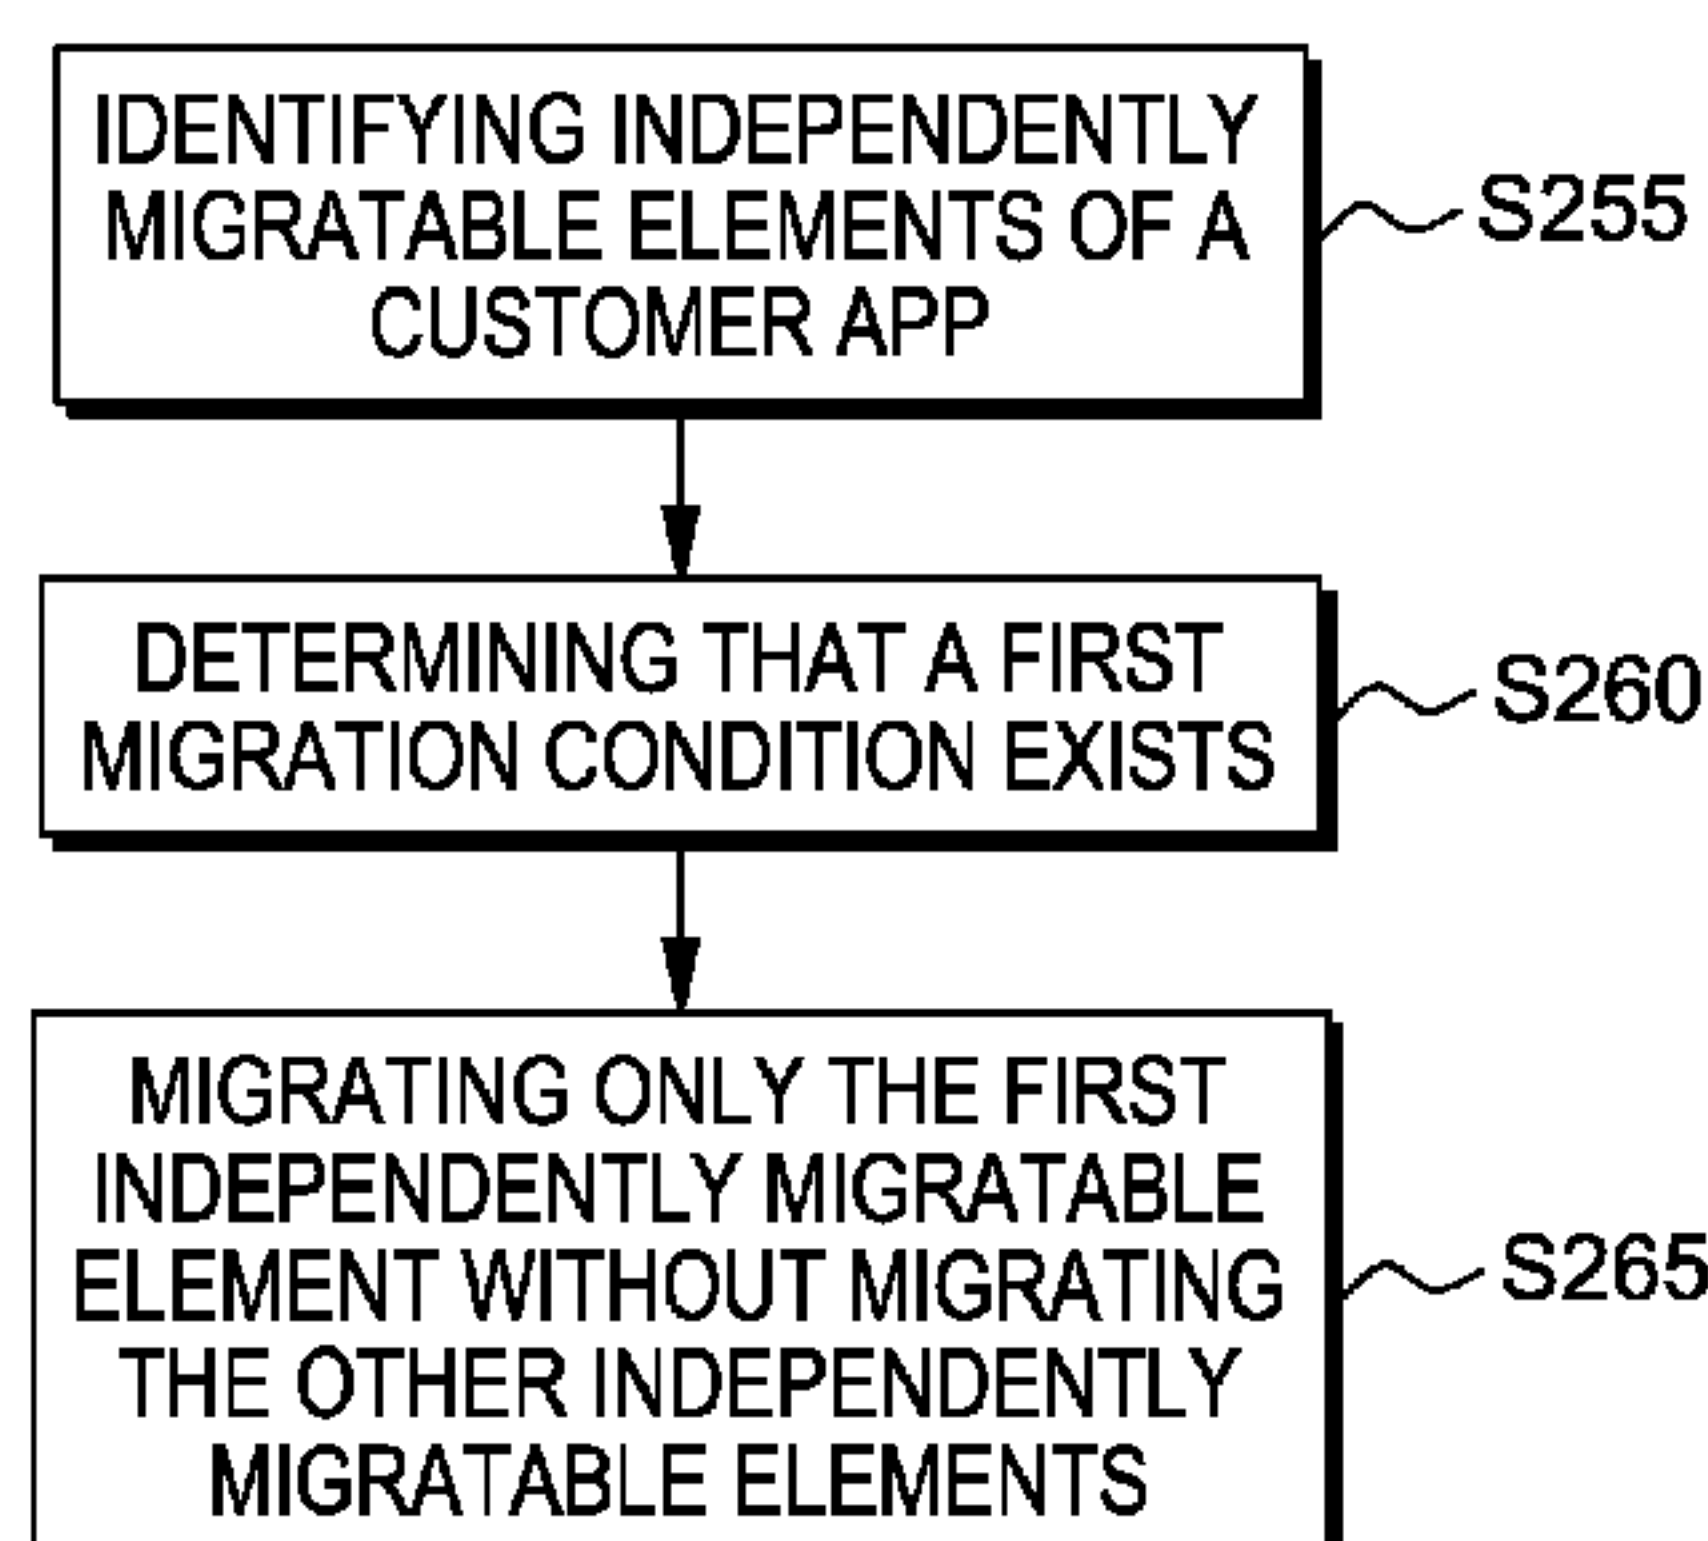 IDENTIFYING INDEPENDENTLY
MIGRATABLE ELEMENTS OF A
CUSTOMER APP
S255
DETERMINING THAT A FIRST
MIGRATION CONDITION EXISTS
S260
MIGRATING ONLY THE FIRST
INDEPENDENTLY MIGRATABLE
ELEMENT WITHOUT MIGRATING
THE OTHER INDEPENDENTLY
MIGRATABLE ELEMENTS
S265